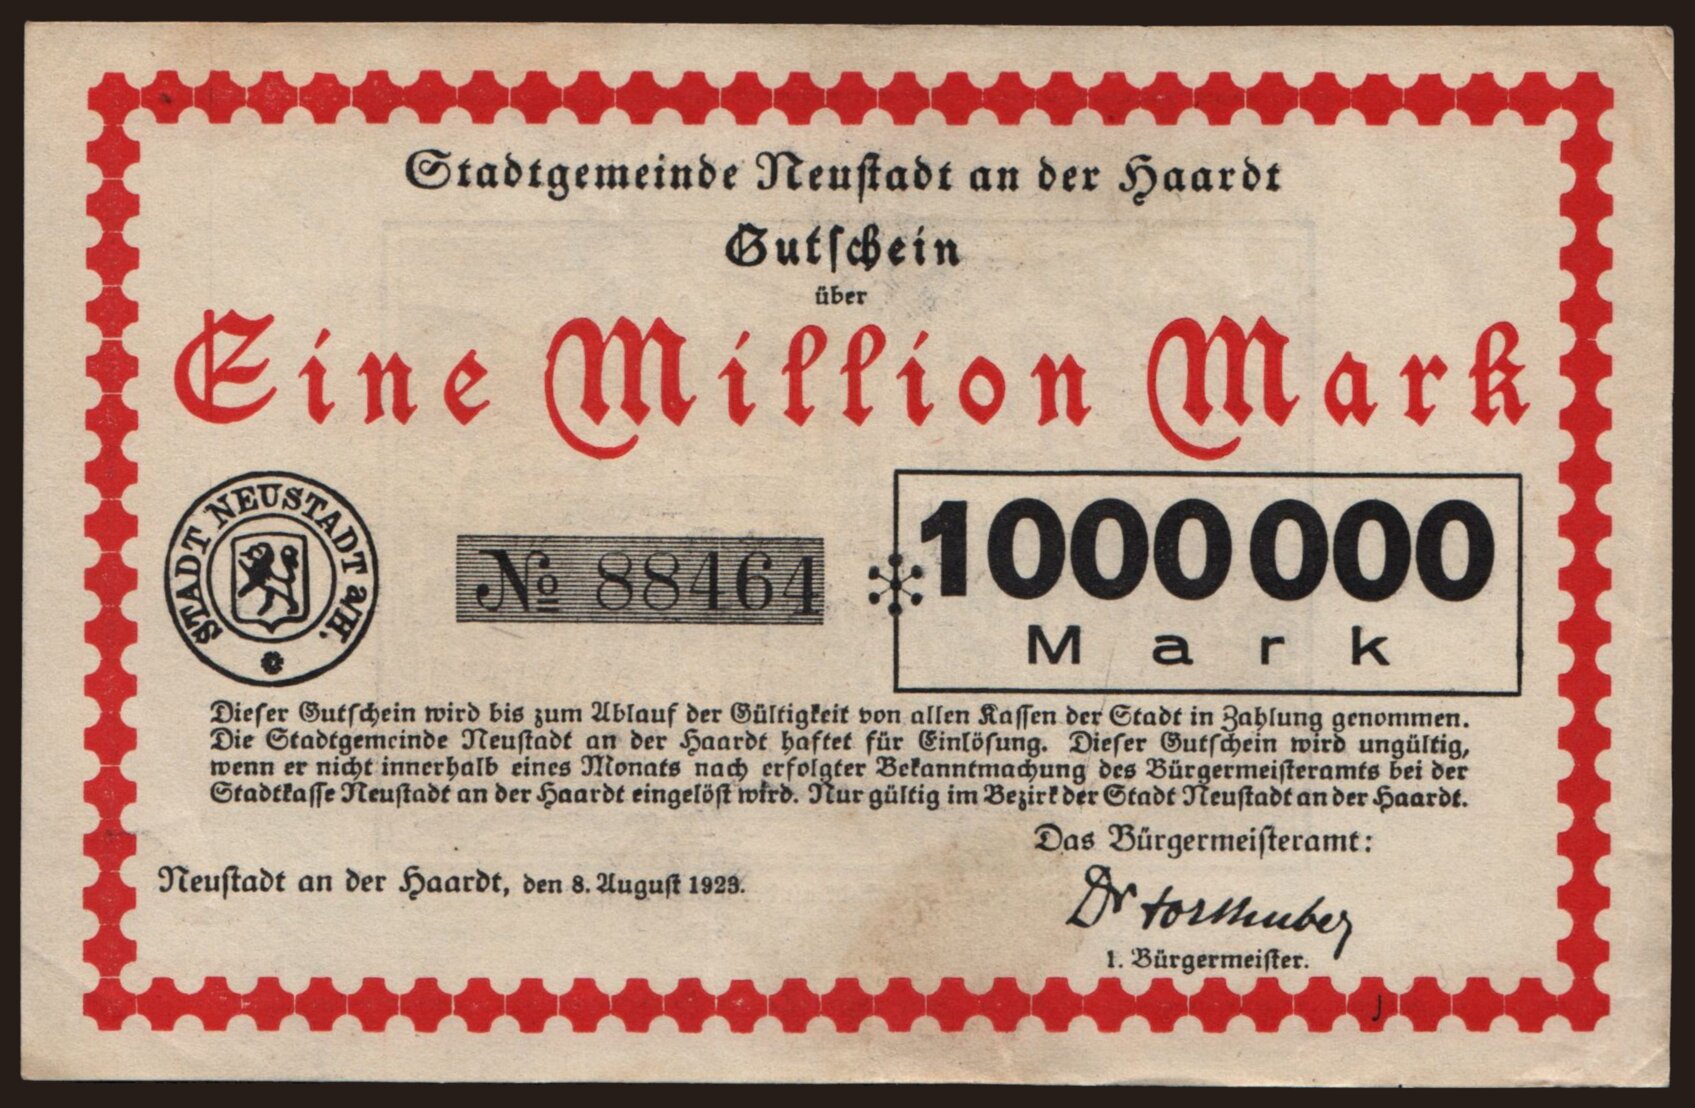 Stadtgemeinde Neustadt an der Haardt
Gutschein
über
Eine Million Mark
STADT NEUSTADT a/H.
№ 88464
1000 000
Mark
Dieser Gutschein wird bis zum Ablauf der Gültigkeit von allen Kassen der Stadt in Zahlung genommen.
Die Stadtgemeinde Neustadt an der Haardt haftet für Einlösung. Dieser Gutschein wird ungültig,
wenn er nicht innerhalb eines Monats nach erfolgter Bekanntmachung des Bürgermeisteramts bei der
Stadtkasse Neustadt an der Haardt eingelöst wird. Nur gültig im Bezirk der Stadt Neustadt an der Haardt.
Das Bürgermeisteramt:
Neustadt an der Haardt, den 8. August 1923.
Dr
1. Bürgermeister.
J